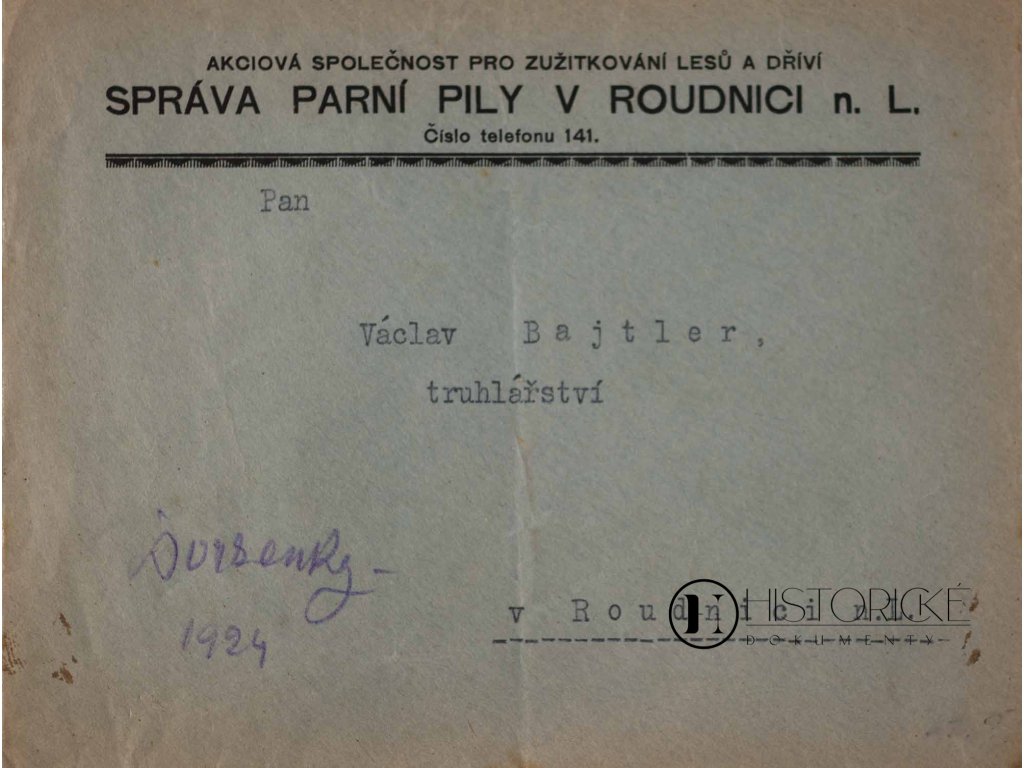 AKCIOVÁ SPOLEČNOST PRO ZUŽITKOVÁNÍ LESŮ A DŘÍVÍ
SPRÁVA PARNÍ PILY V ROUDNICI n. L.
Číslo telefonu 141.
Pan
Václav Bajtler,
truhlářství
1924
v Roudnici n.L.
HISTORICKÉ
DOKUMENTY